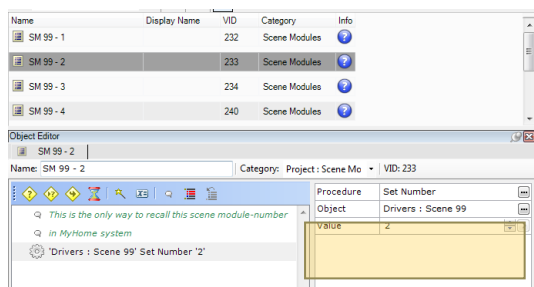 Name Display Name VID Category Info
SM 99 - 1 232 Scene Modules
SM 99 - 2 233 Scene Modules
SM 99 - 3 234 Scene Modules
SM 99 - 4 240 Scene Modules
Object Editor
SM 99 - 2
Name: SM 99 - 2 Category: Project : Scene Mo VID: 233
This is the only way to recall this scene module-number
in MyHome system
'Drivers : Scene 99' Set Number '2'
Procedure Set Number
Object Drivers : Scene 99
Value 2